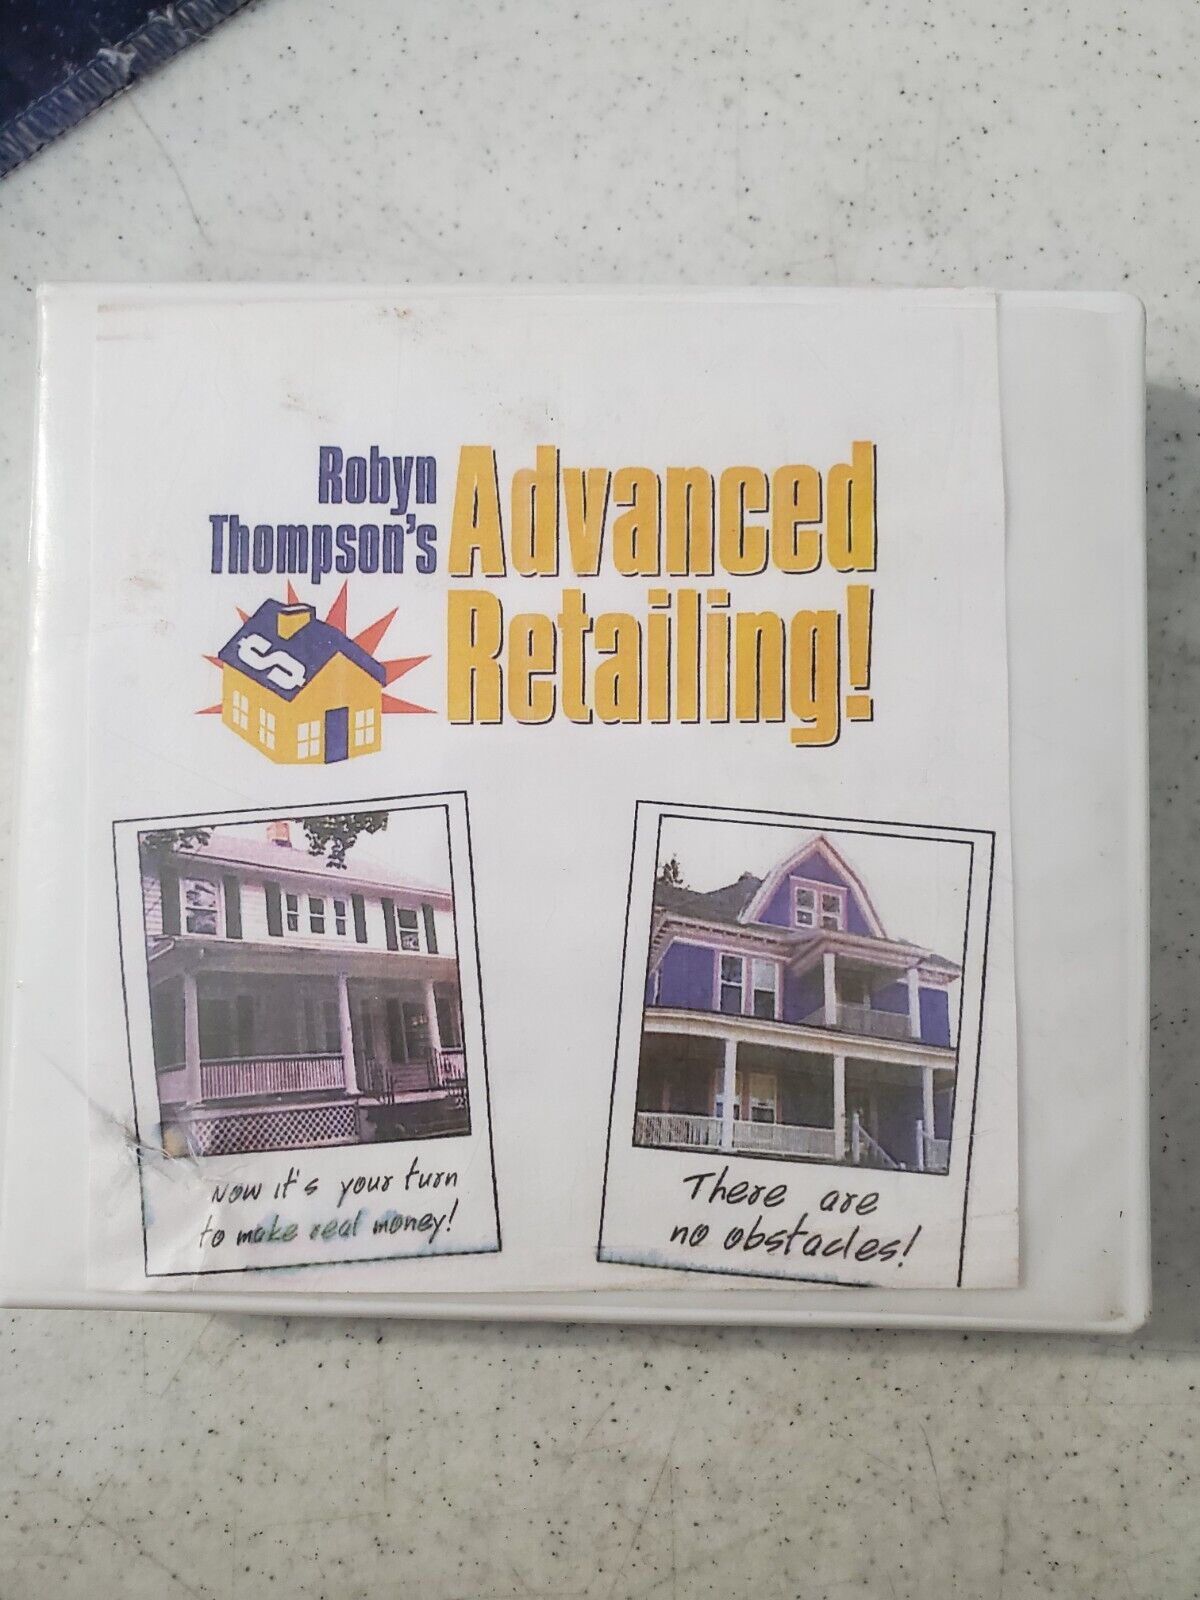 Robyn
Thompson's
Advanced
Retailing!
$
Now it's your turn
to make real money!
There are
no obstacles!